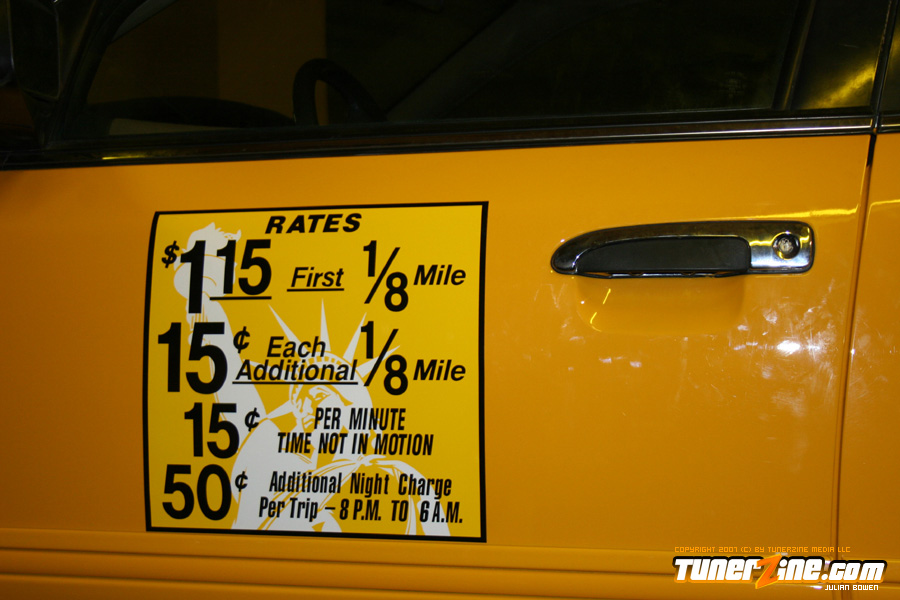 RATES
$1.15 First 1/8 Mile
15¢ Each Additional 1/8 Mile
15¢ PER MINUTE
TIME NOT IN MOTION
50¢ Additional Night Charge
Per Trip – 8 P.M. TO 6 A.M.
COPYRIGHT 2007 (C) BY TUNERZINE MEDIA LLC
TUNERZINE.COM
JULIAN BOWEN